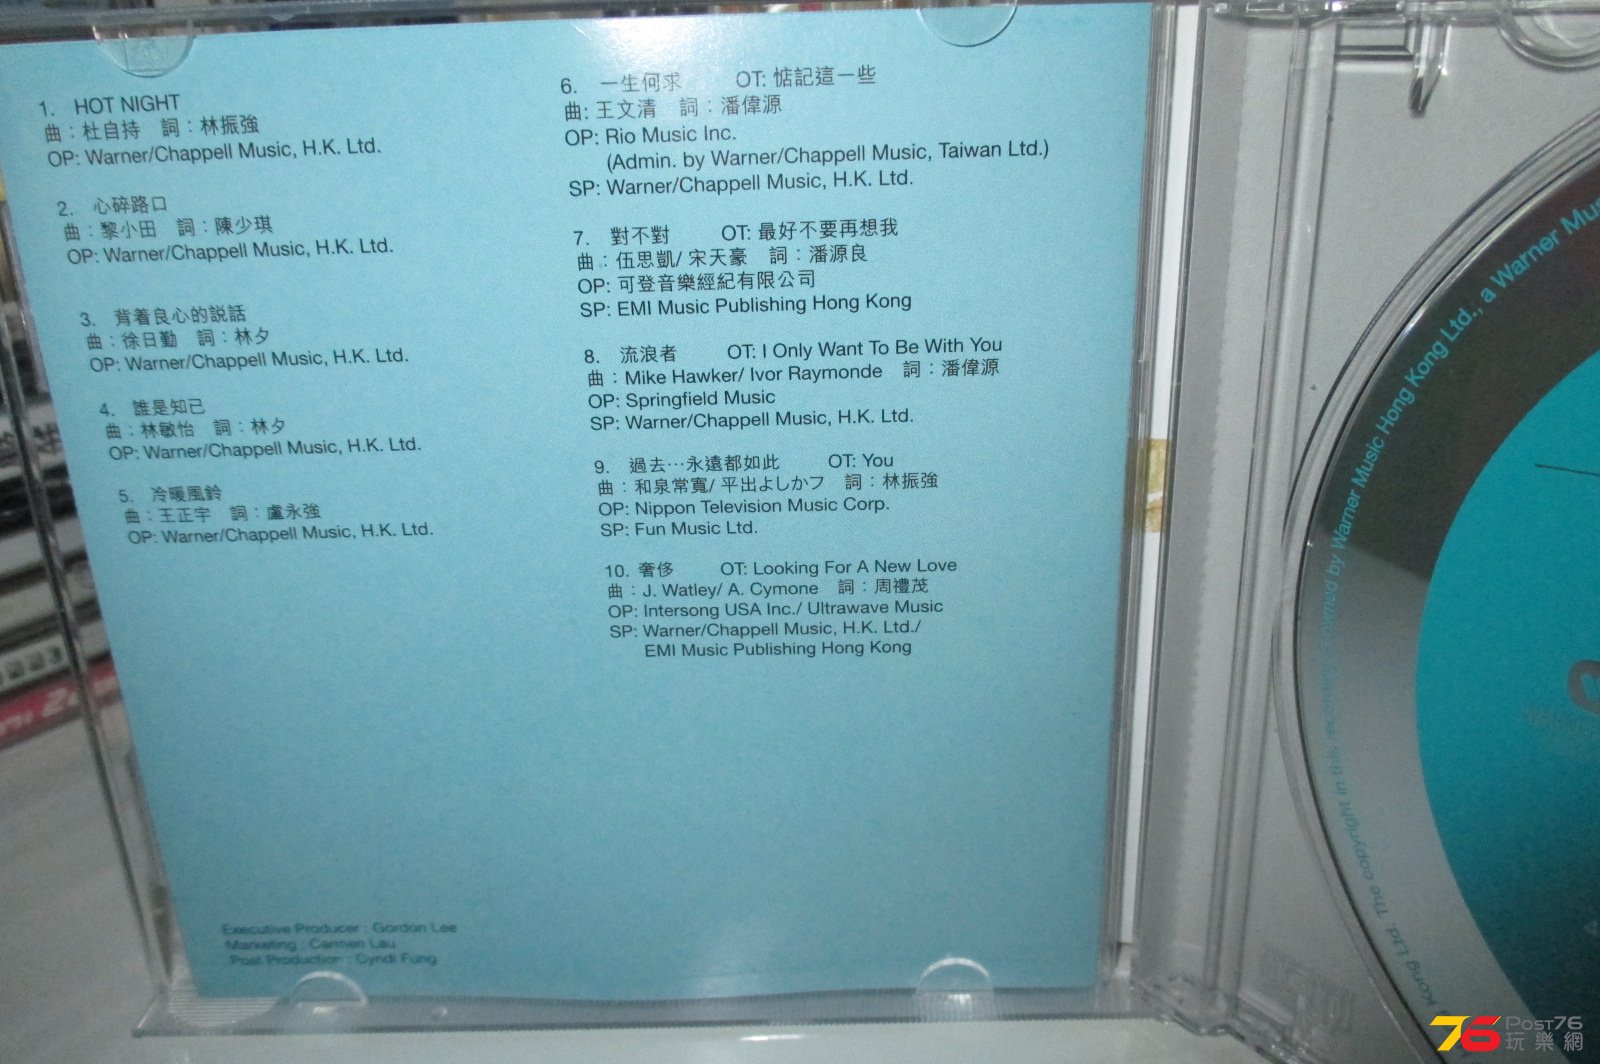 1. HOT NIGHT
曲：杜自持 詞：林振強
OP: Warner/Chappell Music, H.K. Ltd.
2. 心碎路口
曲：黎小田 詞：陳少琪
OP: Warner/Chappell Music, H.K. Ltd.
3. 背着良心的說話
曲：徐日勤 詞：林夕
OP: Warner/Chappell Music, H.K. Ltd.
4. 誰是知已
曲：林敏怡 詞：林夕
OP: Warner/Chappell Music, H.K. Ltd.
5. 冷暖風鈴
曲：王正宇 詞：盧永強
OP: Warner/Chappell Music, H.K. Ltd.
6. 一生何求 OT: 惦記這一些
曲: 王文清 詞：潘偉源
OP: Rio Music Inc.
(Admin. by Warner/Chappell Music, Taiwan Ltd.)
SP: Warner/Chappell Music, H.K. Ltd.
7. 對不對 OT: 最好不要再想我
曲：伍思凱/ 宋天豪 詞：潘源良
OP: 可登音樂經紀有限公司
SP: EMI Music Publishing Hong Kong
8. 流浪者 OT: I Only Want To Be With You
曲：Mike Hawker/ Ivor Raymonde 詞：潘偉源
OP: Springfield Music
SP: Warner/Chappell Music, H.K. Ltd.
9. 過去…永遠都如此 OT: You
曲：和泉常寬/ 平出よしかつ 詞：林振強
OP: Nippon Television Music Corp.
SP: Fun Music Ltd.
10. 奢侈 OT: Looking For A New Love
曲：J. Watley/ A. Cymone 詞：周禮茂
OP: Intersong USA Inc./ Ultrawave Music
SP: Warner/Chappell Music, H.K. Ltd./
EMI Music Publishing Hong Kong
Executive Producer : Gordon Lee
Marketing : Carmen Lau
Post Production : Cyndi Fung
Kong Ltd. The copyright in this recording owned by Warner Music Hong Kong Ltd., a Warner Mus
76 Post76
玩樂網